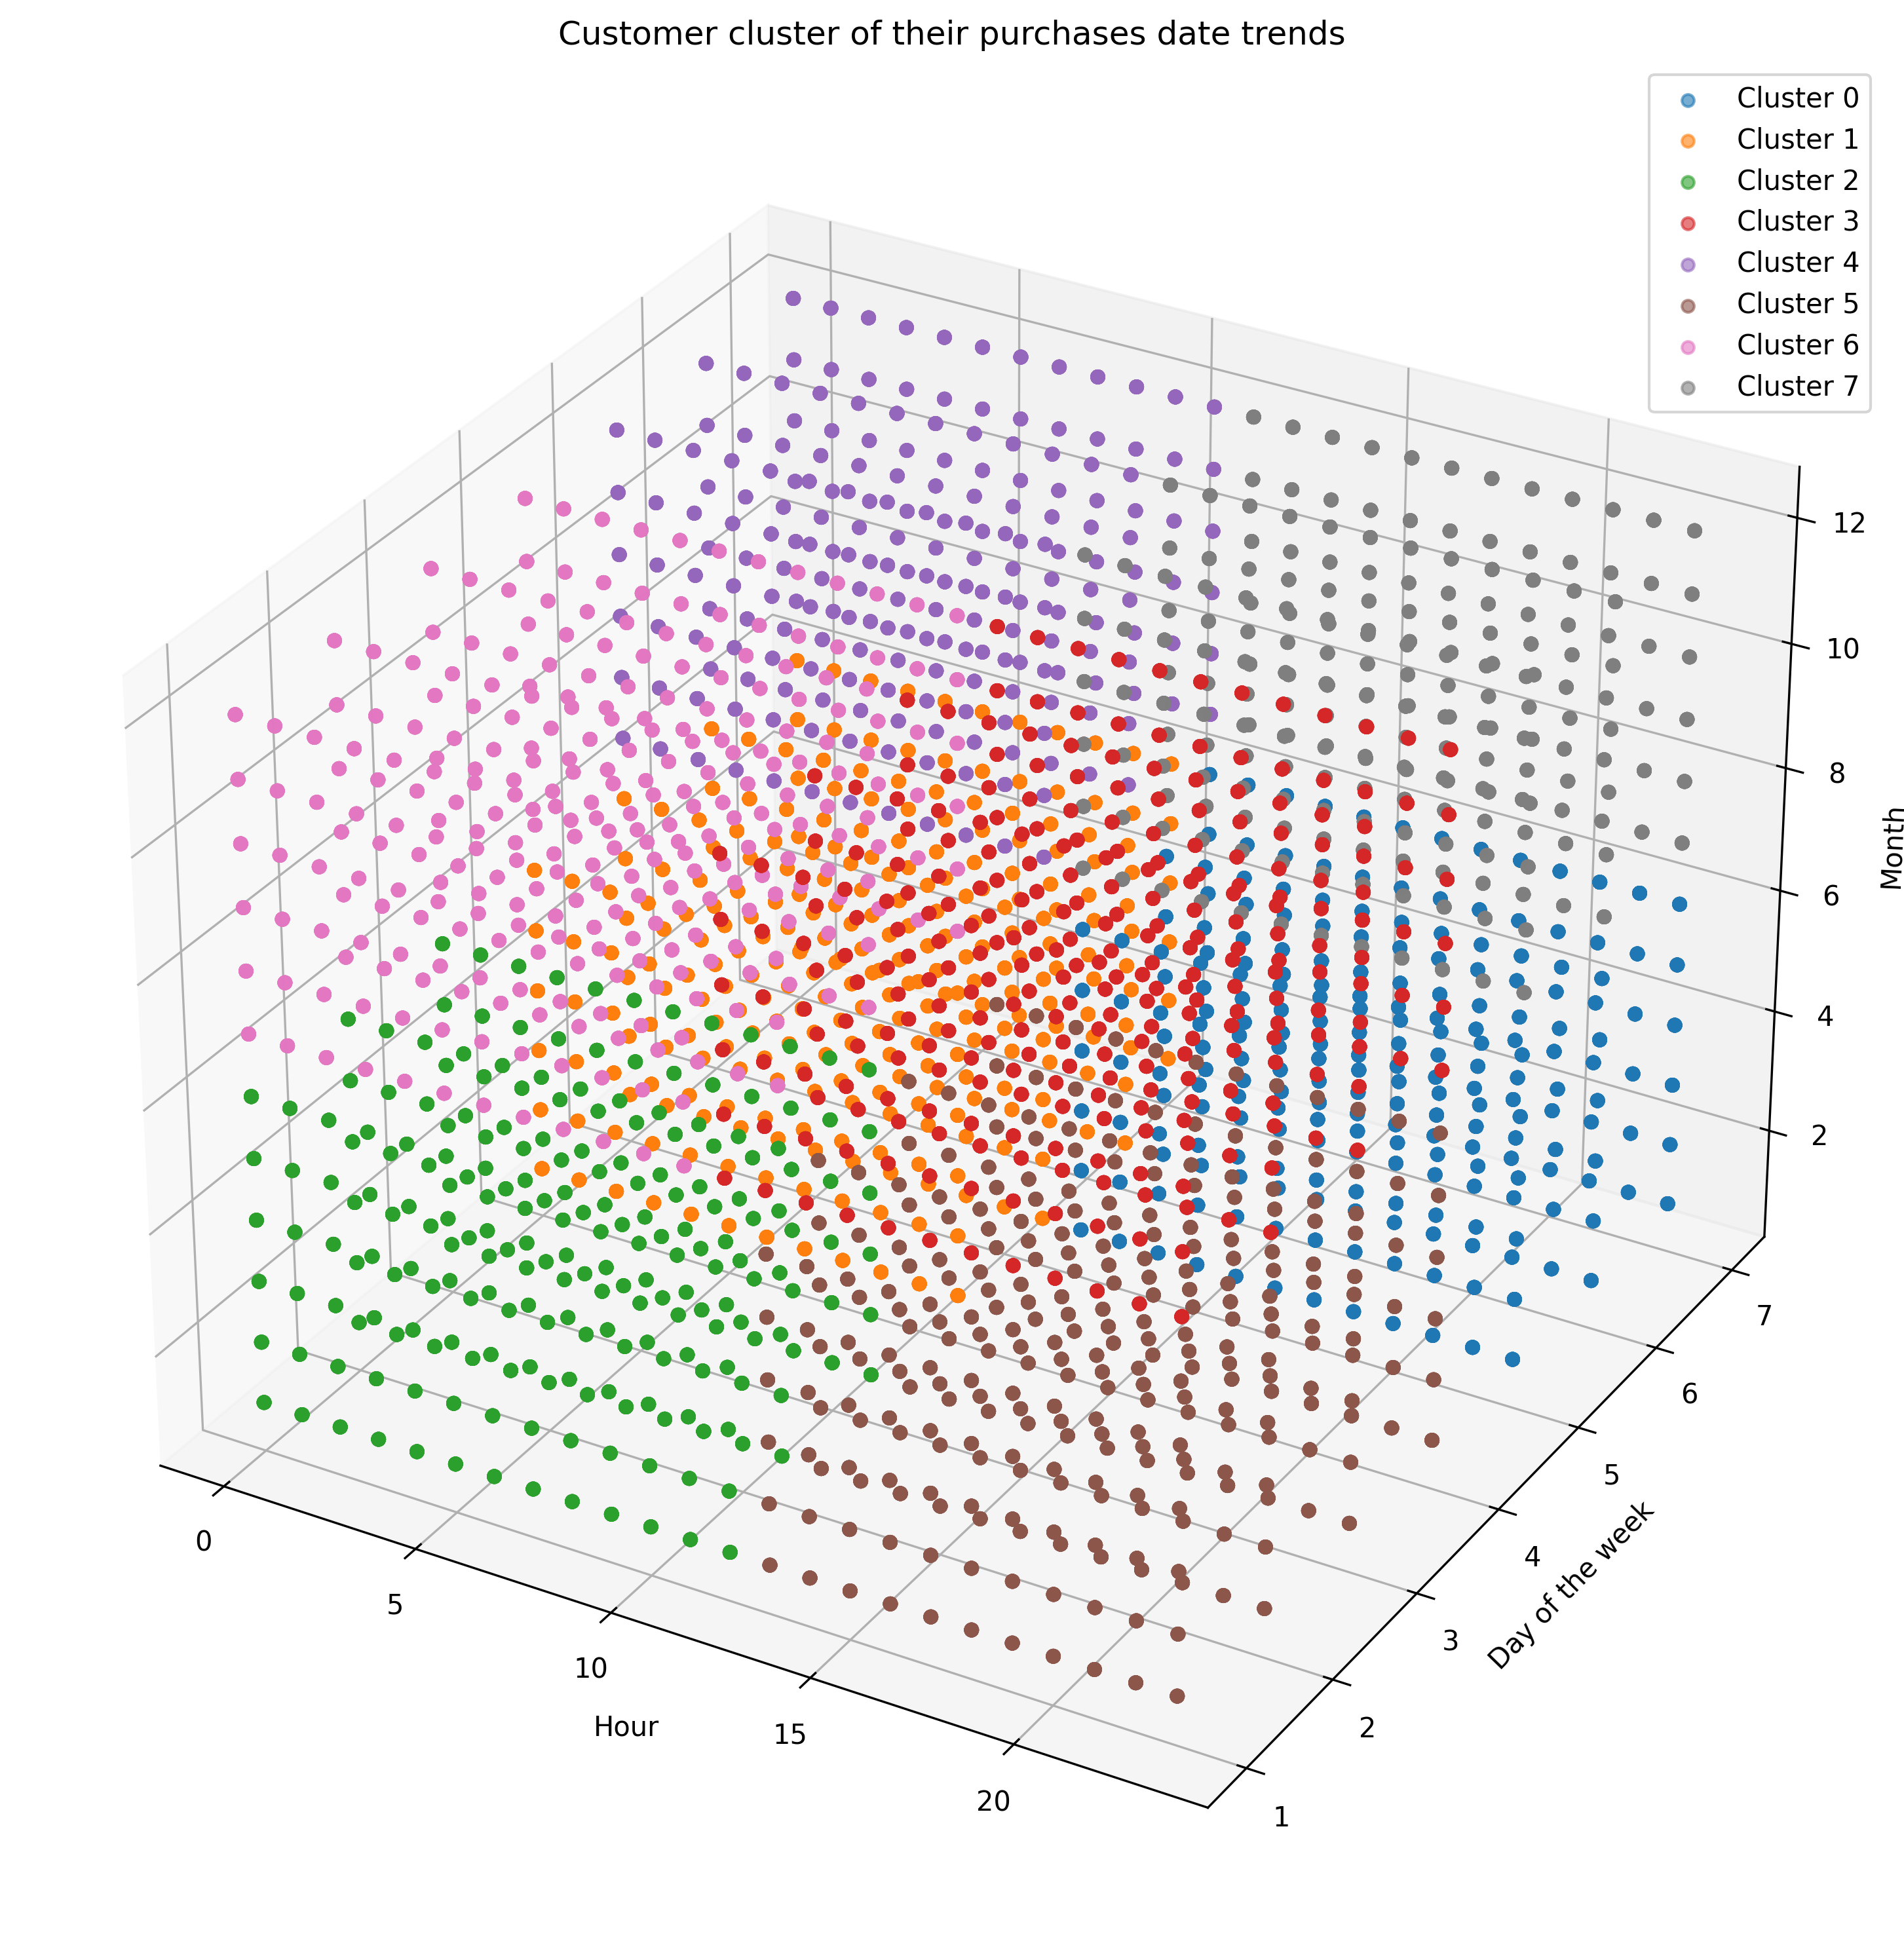 Customer cluster of their purchases date trends
Cluster 0
Cluster 1
Cluster 2
Cluster 3
Cluster 4
Cluster 5
Cluster 6
Cluster 7
12
10
8
6
4
2
Month
7
6
5
4
3
2
1
Day of the week
0
5
10
15
20
Hour